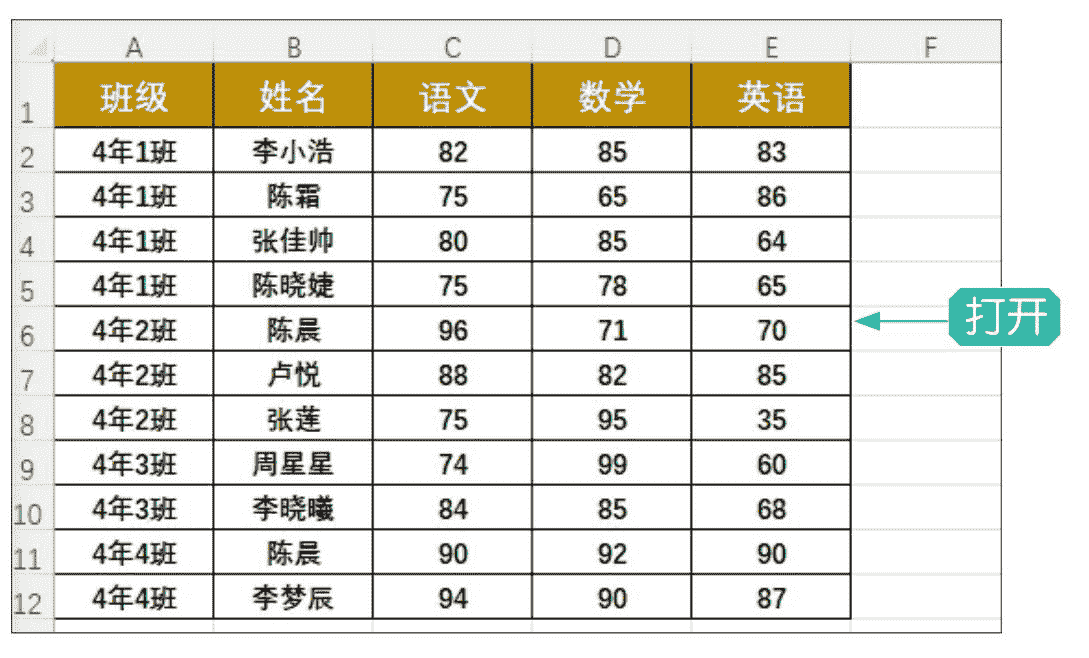 A B C D E F
1 班级 姓名 语文 数学 英语
2 4年1班 李小浩 82 85 83
3 4年1班 陈霜 75 65 86
4 4年1班 张佳帅 80 85 64
5 4年1班 陈晓婕 75 78 65
6 4年2班 陈晨 96 71 70
打开
7 4年2班 卢悦 88 82 85
8 4年2班 张莲 75 95 35
9 4年3班 周星星 74 99 60
10 4年3班 李晓曦 84 85 68
11 4年4班 陈晨 90 92 90
12 4年4班 李梦辰 94 90 87